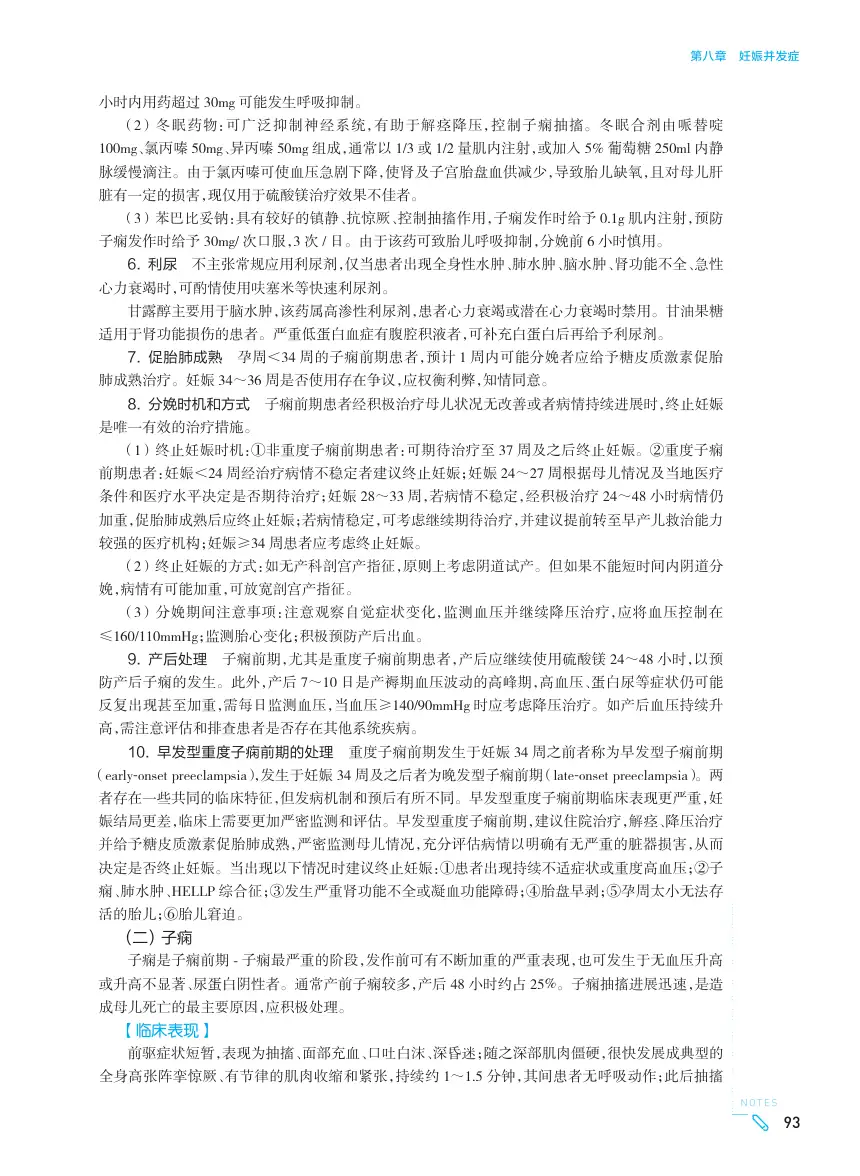 第八章 妊娠并发症
小时内用药超过 30mg 可能发生呼吸抑制。
（2）冬眠药物：可广泛抑制神经系统，有助于解痉降压，控制子痫抽搐。冬眠合剂由哌替啶
100mg、氯丙嗪 50mg、异丙嗪 50mg 组成，通常以 1/3 或 1/2 量肌内注射，或加入 5% 葡萄糖 250ml 内静
脉缓慢滴注。由于氯丙嗪可使血压急剧下降，使肾及子宫胎盘血供减少，导致胎儿缺氧，且对母儿肝
脏有一定的损害，现仅用于硫酸镁治疗效果不佳者。
（3）苯巴比妥钠：具有较好的镇静、抗惊厥、控制抽搐作用，子痫发作时给予 0.1g 肌内注射，预防
子痫发作时给予 30mg/ 次口服，3 次 / 日。由于该药可致胎儿呼吸抑制，分娩前 6 小时慎用。
6. 利尿 不主张常规应用利尿剂，仅当患者出现全身性水肿、肺水肿、脑水肿、肾功能不全、急性
心力衰竭时，可酌情使用呋塞米等快速利尿剂。
甘露醇主要用于脑水肿，该药属高渗性利尿剂，患者心力衰竭或潜在心力衰竭时禁用。甘油果糖
适用于肾功能损伤的患者。严重低蛋白血症有腹腔积液者，可补充白蛋白后再给予利尿剂。
7. 促胎肺成熟 孕周＜34 周的子痫前期患者，预计 1 周内可能分娩者应给予糖皮质激素促胎
肺成熟治疗。妊娠 34～36 周是否使用存在争议，应权衡利弊，知情同意。
8. 分娩时机和方式 子痫前期患者经积极治疗母儿状况无改善或者病情持续进展时，终止妊娠
是唯一有效的治疗措施。
（1）终止妊娠时机：①非重度子痫前期患者：可期待治疗至 37 周及之后终止妊娠。②重度子痫
前期患者：妊娠＜24 周经治疗病情不稳定者建议终止妊娠；妊娠 24～27 周根据母儿情况及当地医疗
条件和医疗水平决定是否期待治疗；妊娠 28～33 周，若病情不稳定，经积极治疗 24～48 小时病情仍
加重，促胎肺成熟后应终止妊娠；若病情稳定，可考虑继续期待治疗，并建议提前转至早产儿救治能力
较强的医疗机构；妊娠≥34 周患者应考虑终止妊娠。
（2）终止妊娠的方式：如无产科剖宫产指征，原则上考虑阴道试产。但如果不能短时间内阴道分
娩，病情有可能加重，可放宽剖宫产指征。
（3）分娩期间注意事项：注意观察自觉症状变化，监测血压并继续降压治疗，应将血压控制在
≤160/110mmHg；监测胎心变化；积极预防产后出血。
9. 产后处理 子痫前期，尤其是重度子痫前期患者，产后应继续使用硫酸镁 24～48 小时，以预
防产后子痫的发生。此外，产后 7～10 日是产褥期血压波动的高峰期，高血压、蛋白尿等症状仍可能
反复出现甚至加重，需每日监测血压，当血压≥140/90mmHg 时应考虑降压治疗。如产后血压持续升
高，需注意评估和排查患者是否存在其他系统疾病。
10. 早发型重度子痫前期的处理 重度子痫前期发生于妊娠 34 周之前者称为早发型子痫前期
（early-onset preeclampsia），发生于妊娠 34 周及之后者为晚发型子痫前期（late-onset preeclampsia）。两
者存在一些共同的临床特征，但发病机制和预后有所不同。早发型重度子痫前期临床表现更严重，妊
娠结局更差，临床上需要更加严密监测和评估。早发型重度子痫前期，建议住院治疗，解痉、降压治疗
并给予糖皮质激素促胎肺成熟，严密监测母儿情况，充分评估病情以明确有无严重的脏器损害，从而
决定是否终止妊娠。当出现以下情况时建议终止妊娠：①患者出现持续不适症状或重度高血压；②子
痫、肺水肿、HELLP 综合征；③发生严重肾功能不全或凝血功能障碍；④胎盘早剥；⑤孕周太小无法存
活的胎儿；⑥胎儿窘迫。
（二）子痫
子痫是子痫前期 - 子痫最严重的阶段，发作前可有不断加重的严重表现，也可发生于无血压升高
或升高不显著、尿蛋白阴性者。通常产前子痫较多，产后 48 小时约占 25%。子痫抽搐进展迅速，是造
成母儿死亡的最主要原因，应积极处理。
【临床表现】
前驱症状短暂，表现为抽搐、面部充血、口吐白沫、深昏迷；随之深部肌肉僵硬，很快发展成典型的
全身高张阵挛惊厥、有节律的肌肉收缩和紧张，持续约 1～1.5 分钟，其间患者无呼吸动作；此后抽搐
NOTES
93